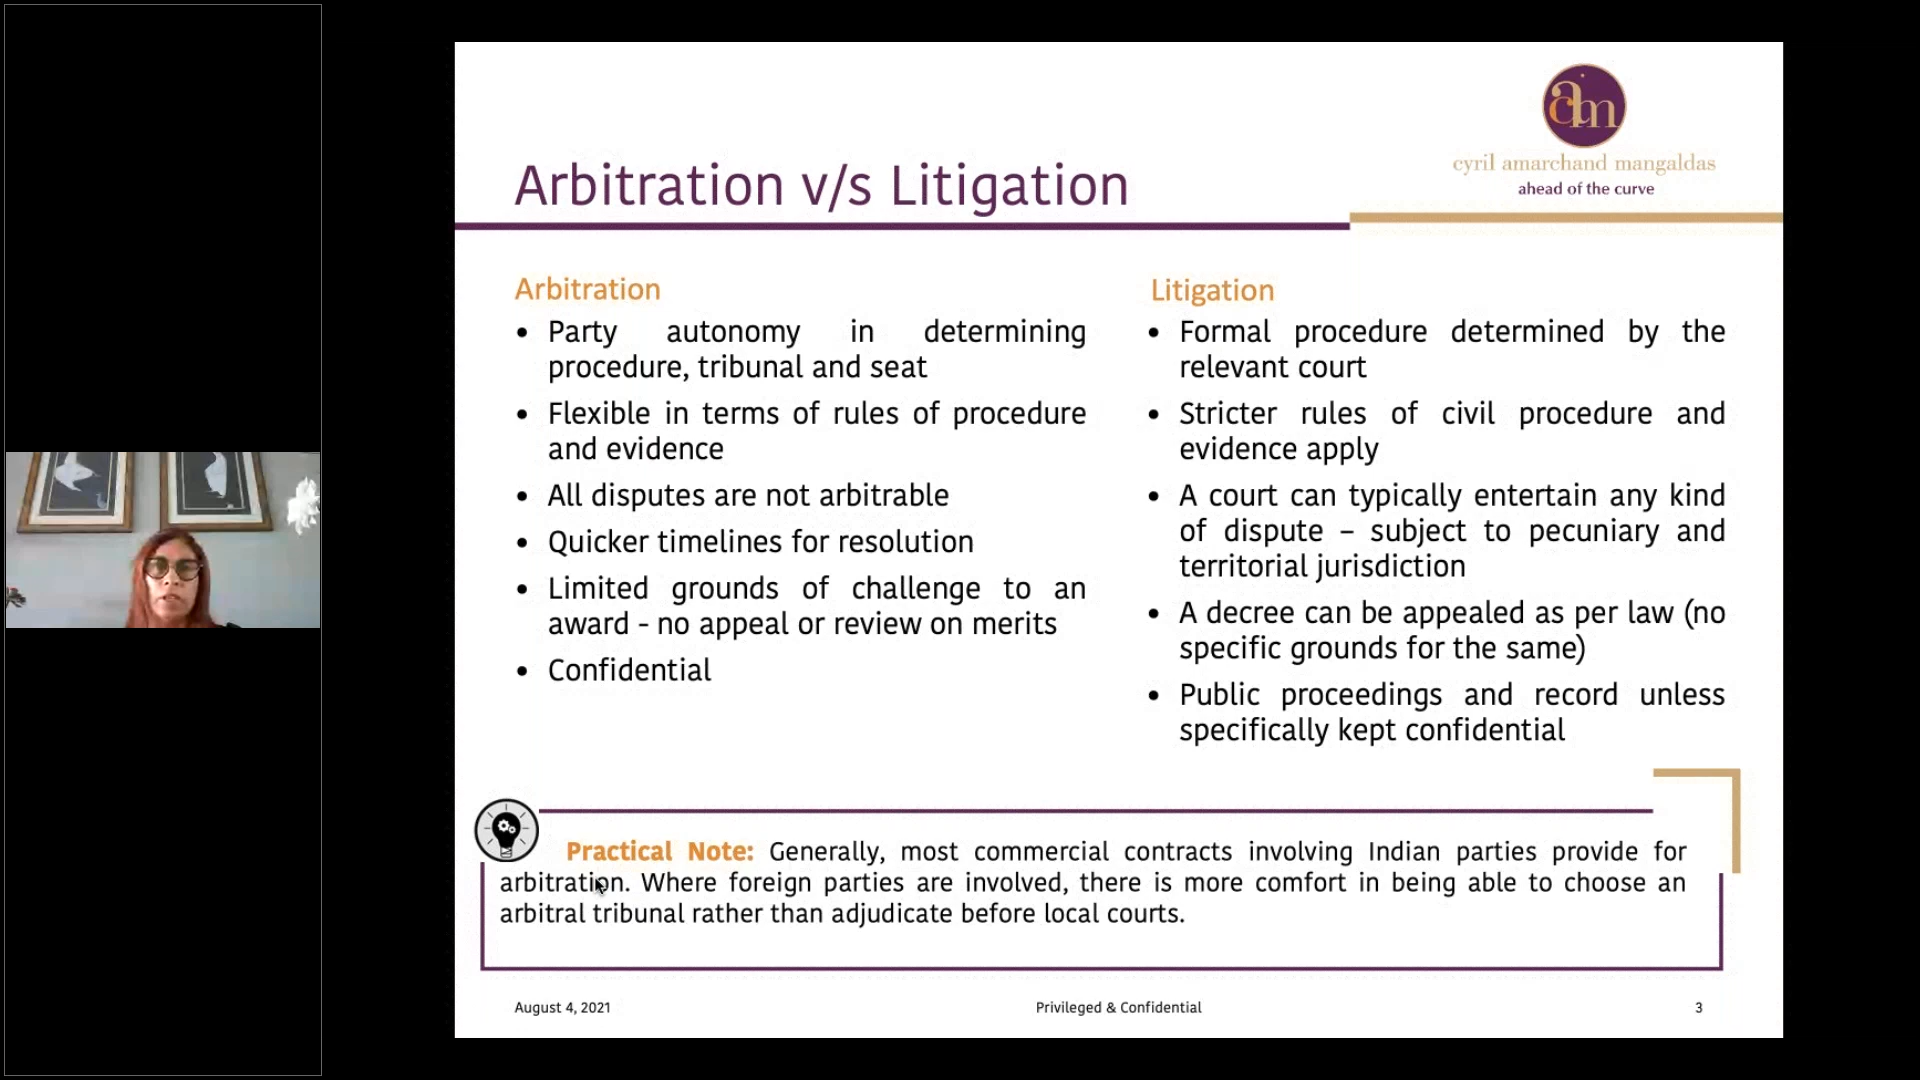 cam
cyril amarchand mangaldas
ahead of the curve
Arbitration v/s Litigation
Arbitration
• Party autonomy in determining
procedure, tribunal and seat
• Flexible in terms of rules of procedure
and evidence
• All disputes are not arbitrable
• Quicker timelines for resolution
• Limited grounds of challenge to an
award - no appeal or review on merits
• Confidential
Litigation
• Formal procedure determined by the
relevant court
• Stricter rules of civil procedure and
evidence apply
• A court can typically entertain any kind
of dispute – subject to pecuniary and
territorial jurisdiction
• A decree can be appealed as per law (no
specific grounds for the same)
• Public proceedings and record unless
specifically kept confidential
Practical Note: Generally, most commercial contracts involving Indian parties provide for
arbitration. Where foreign parties are involved, there is more comfort in being able to choose an
arbitral tribunal rather than adjudicate before local courts.
August 4, 2021
Privileged & Confidential
3